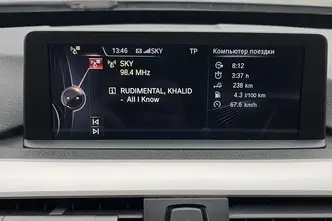 13:46 SKY TP
Компьютер поездки
SKY
98.4 MHz
RUDIMENTAL, KHALID
- All I Know
8:12
3:37 h
238 km
4.3 l/100 km
67.6 km/h